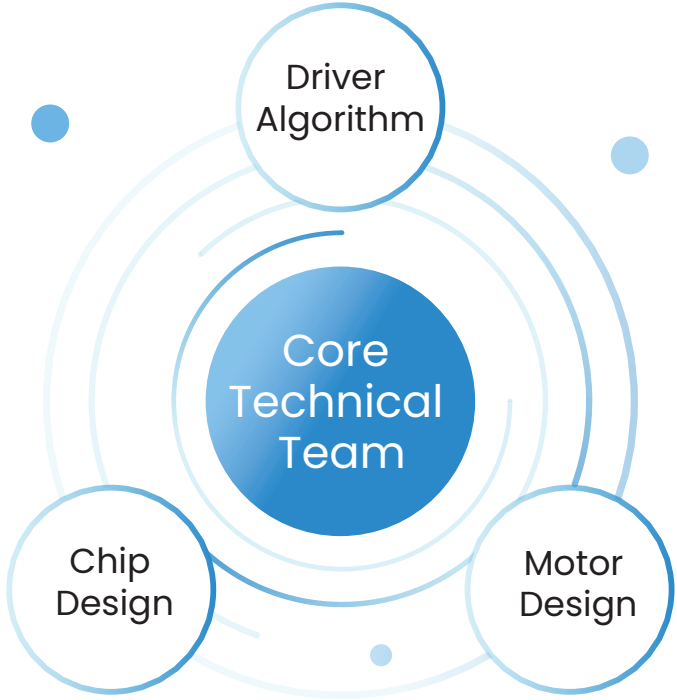 Driver
Algorithm
Core
Technical
Team
Chip
Design
Motor
Design